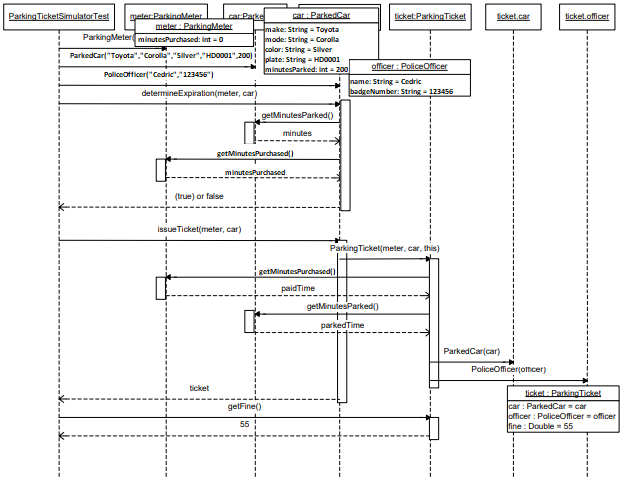 ParkingTicketSimulatorTest
meter:ParkingMeter
car:Parke
ticket:ParkingTicket
ticket.car
ticket.officer
car : ParkedCar
make: String = Toyota
mode: String = Corolla
color: String = Silver
plate: String = HD0001
minutesParked: int = 200
meter : ParkingMeter
minutesPurchased: int = 0
ParkingMeter(
ParkedCar("Toyota","Corolla","Silver","HD0001",200)
officer : PoliceOfficer
name: String = Cedric
badgeNumber: String = 123456
PoliceOfficer("Cedric","123456")
determineExpiration(meter, car)
getMinutesParked()
minutes
getMinutesPurchased()
minutesPurchased
(true) or false
issueTicket(meter, car)
ParkingTicket(meter, car, this)
getMinutesPurchased()
paidTime
getMinutesParked()
parkedTime
ParkedCar(car)
PoliceOfficer(officer)
ticket
ticket : ParkingTicket
car : ParkedCar = car
officer : PoliceOfficer = officer
fine : Double = 55
getFine()
55